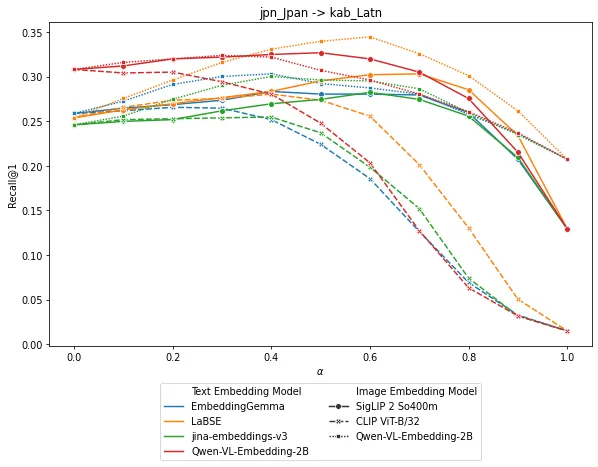 jpn_Jpan -> kab_Latn
Recall@1
0.35
0.30
0.25
0.20
0.15
0.10
0.05
0.00
0.0 0.2 0.4 0.6 0.8 1.0
α
Text Embedding Model Image Embedding Model
EmbeddingGemma SigLIP 2 So400m
LaBSE CLIP ViT-B/32
jina-embeddings-v3 Qwen-VL-Embedding-2B
Qwen-VL-Embedding-2B